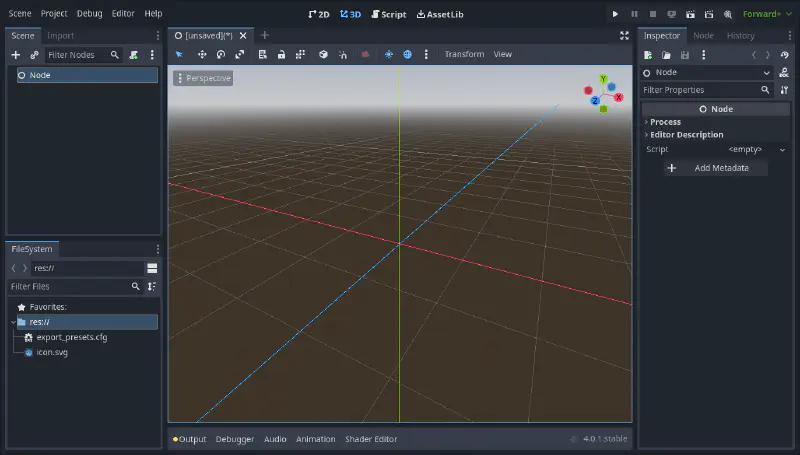 Scene Project Debug Editor Help
2D 3D Script AssetLib
Forward+
Scene Import
[unsaved](*)
Inspector Node History
Filter Nodes
Transform View
Node
Perspective
Y
X
Z
Node
Filter Properties
Node
Process
Editor Description
Script <empty>
Add Metadata
FileSystem
res://
Filter Files
Favorites:
res://
export_presets.cfg
icon.svg
Output Debugger Audio Animation Shader Editor
4.0.1.stable